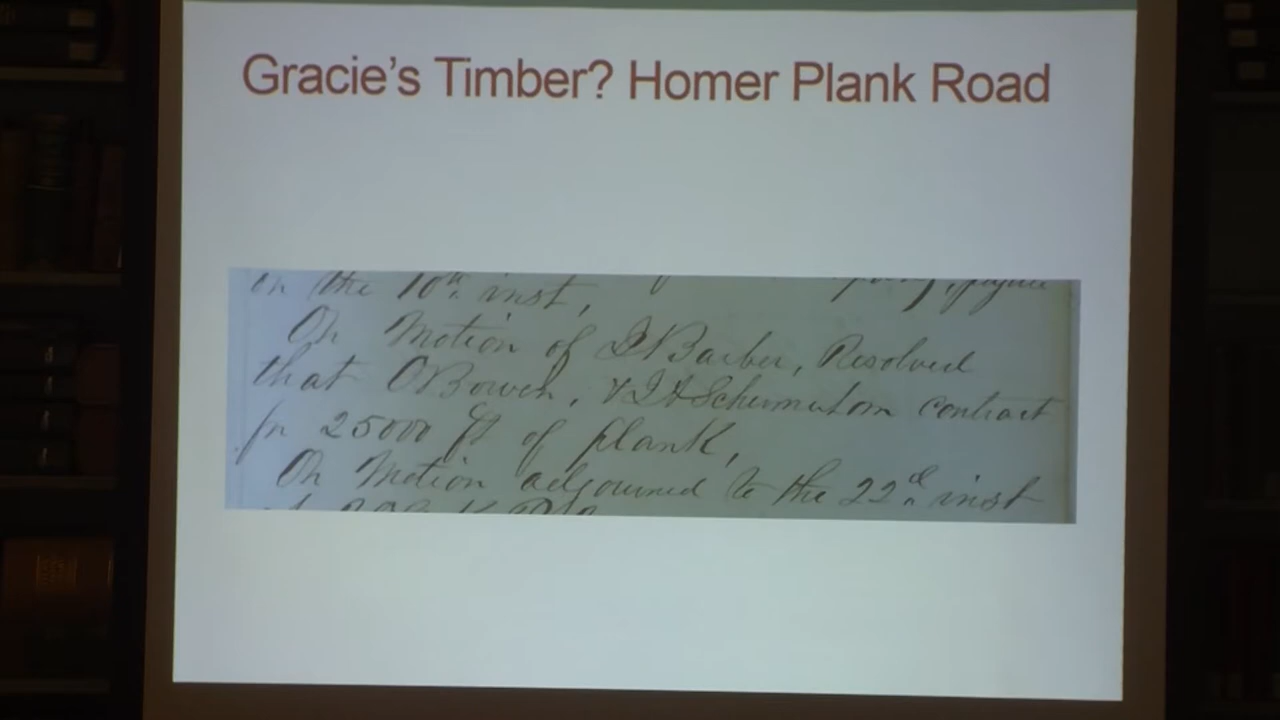 Gracie's Timber? Homer Plank Road
on the 10th. inst,
On Motion of Barber, Resolved
that O Bowen, & Schermerhorn contract
for 25000 ft of plank,
On Motion adjourned to the 22d. inst